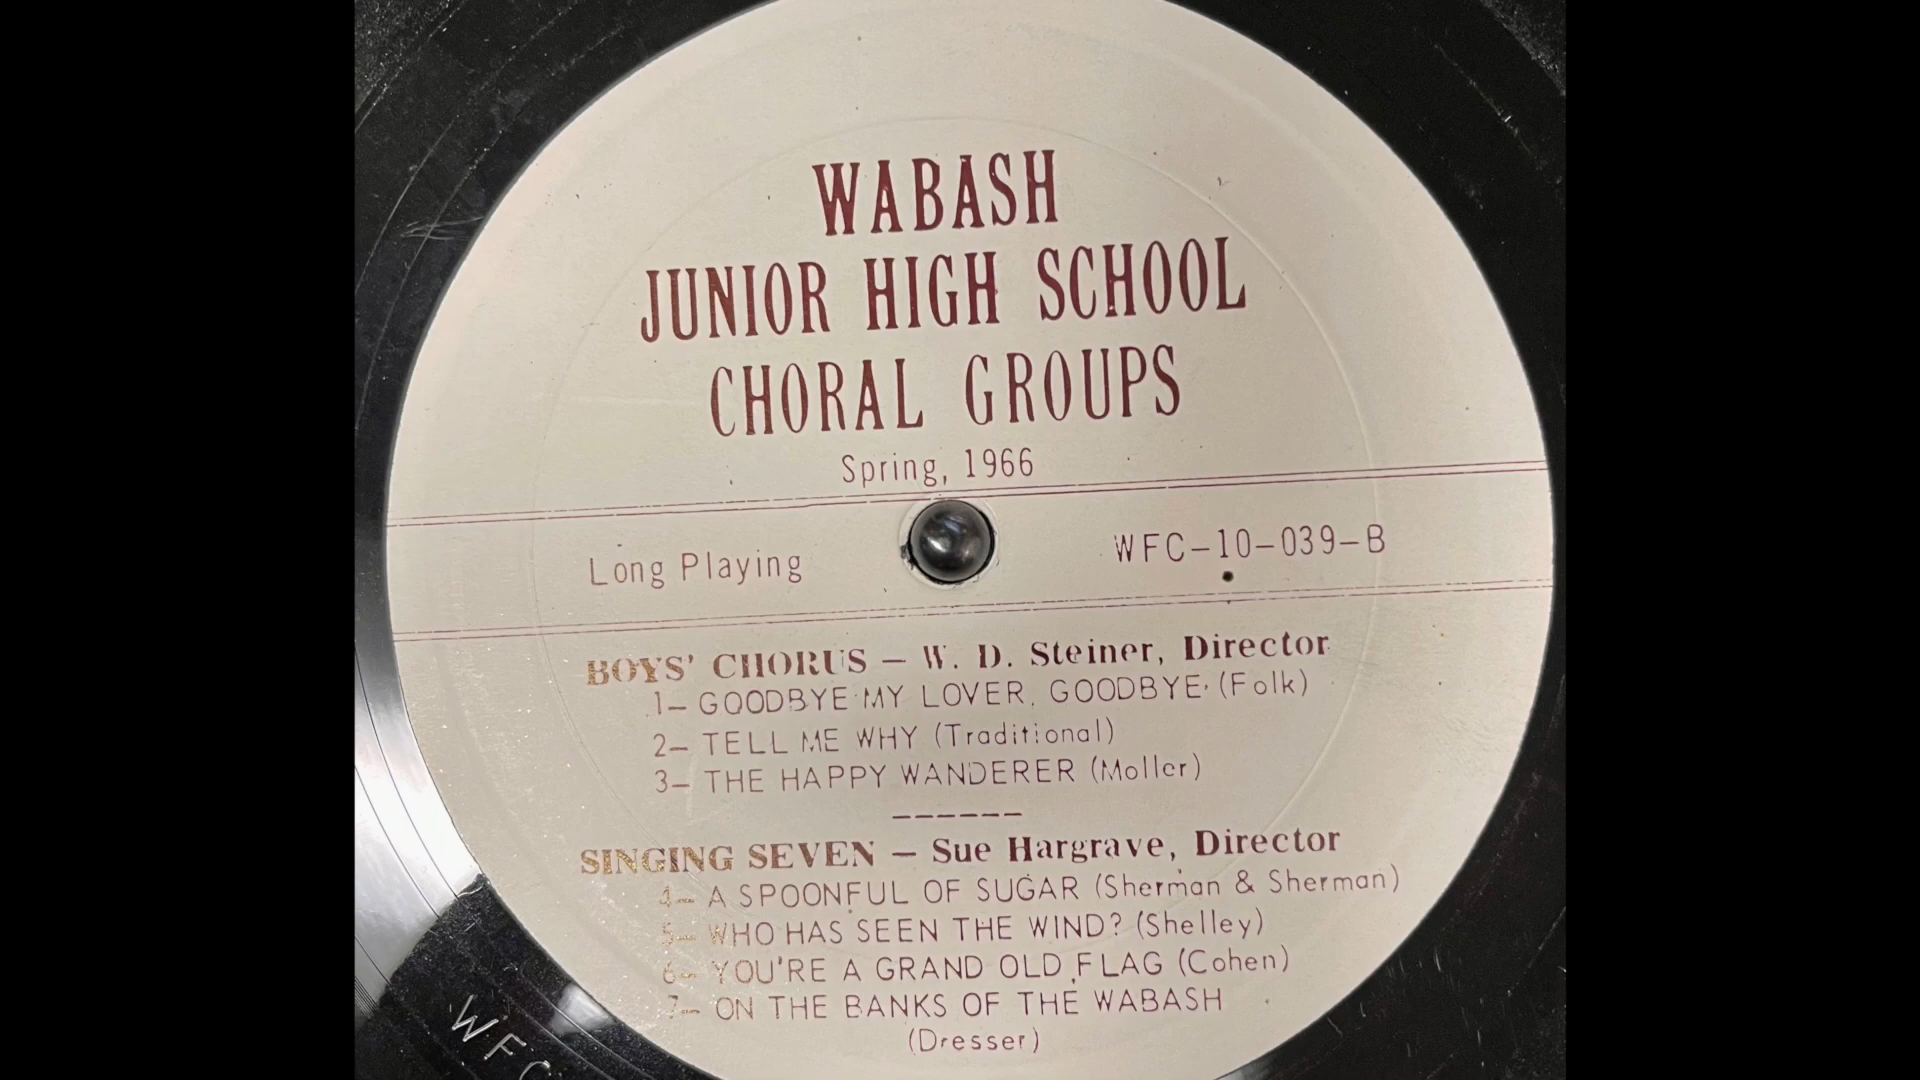 WABASH
JUNIOR HIGH SCHOOL
CHORAL GROUPS
Spring, 1966
Long Playing WFC-10-039-B
BOYS' CHORUS — W. D. Steiner, Director
1— GOODBYE MY LOVER, GOODBYE (Folk)
2— TELL ME WHY (Traditional)
3— THE HAPPY WANDERER (Moller)
SINGING SEVEN — Sue Hargrave, Director
4— A SPOONFUL OF SUGAR (Sherman & Sherman)
5— WHO HAS SEEN THE WIND? (Shelley)
6— YOU'RE A GRAND OLD FLAG (Cohen)
7— ON THE BANKS OF THE WABASH
(Dresser)
WFC